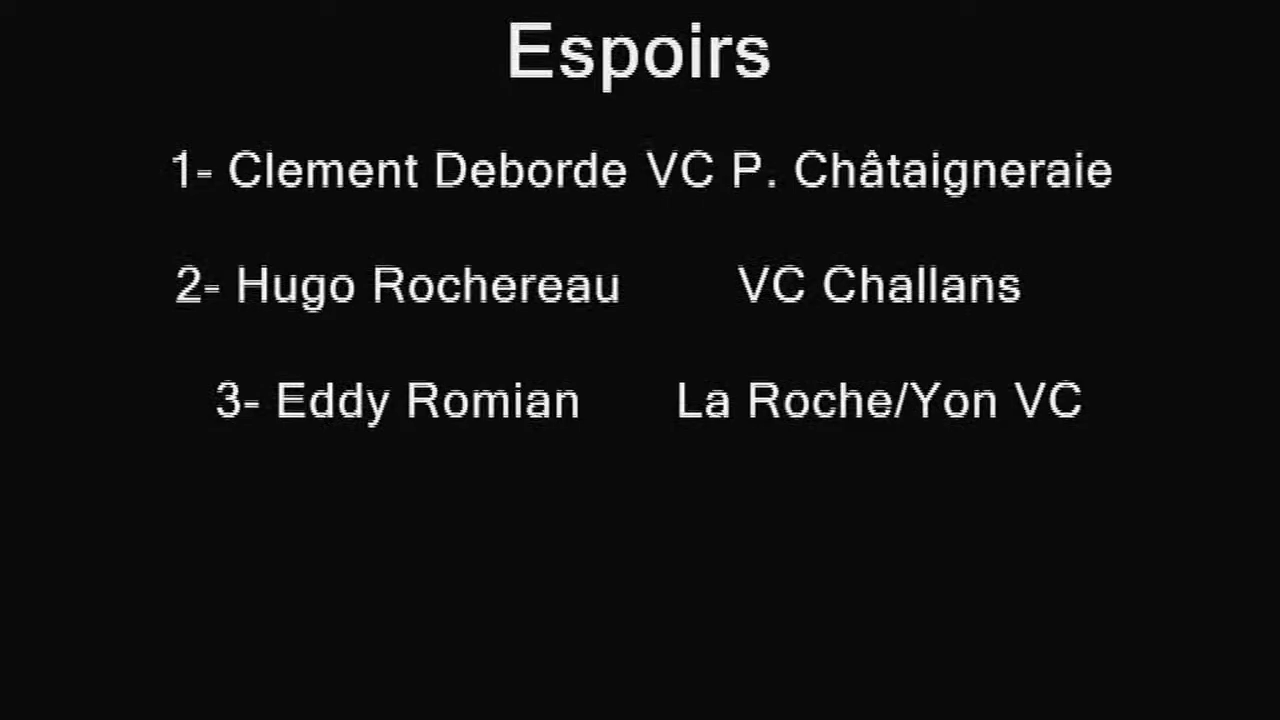 Espoirs
1- Clement Deborde VC P. Châtaigneraie
2- Hugo Rochereau VC Challans
3- Eddy Romian La Roche/Yon VC